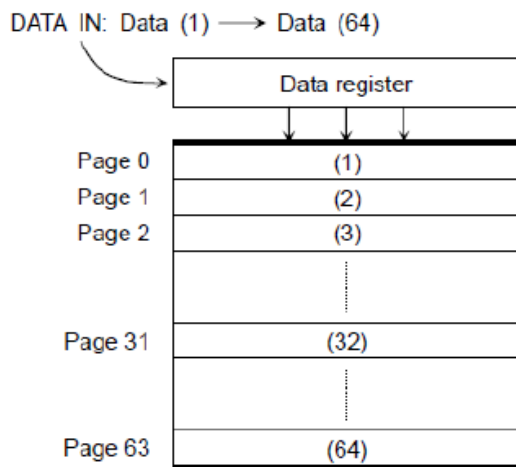 DATA IN: Data (1) Data (64)
Data register
Page 0 (1)
Page 1 (2)
Page 2 (3)
Page 31 (32)
Page 63 (64)